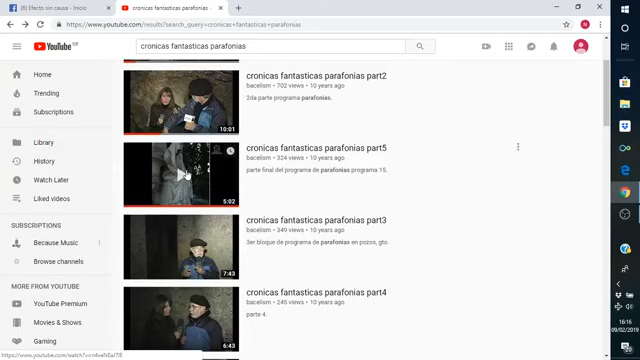 (6) Efecto sin causa - Inicio
cronicas fantasticas parafonias -
https://www.youtube.com/results?search_query=cronicas+fantasticas+parafonias
YouTube GB
cronicas fantasticas parafonias
Home
Trending
Subscriptions
Library
History
Watch Later
Liked videos
SUBSCRIPTIONS
Because Music 1
Browse channels
MORE FROM YOUTUBE
YouTube Premium
Movies & Shows
Gaming
10:01
cronicas fantasticas parafonias part2
bacelism • 702 views • 10 years ago
2da parte programa parafonias.
5:02
cronicas fantasticas parafonias part5
bacelism • 324 views • 10 years ago
parte final del programa de parafonias programa 15.
7:43
cronicas fantasticas parafonias part3
bacelism • 349 views • 10 years ago
3er bloque de programa de parafonias en pozos, gto.
6:43
cronicas fantasticas parafonias part4
bacelism • 245 views • 10 years ago
parte 4.
16:16
09/02/2019